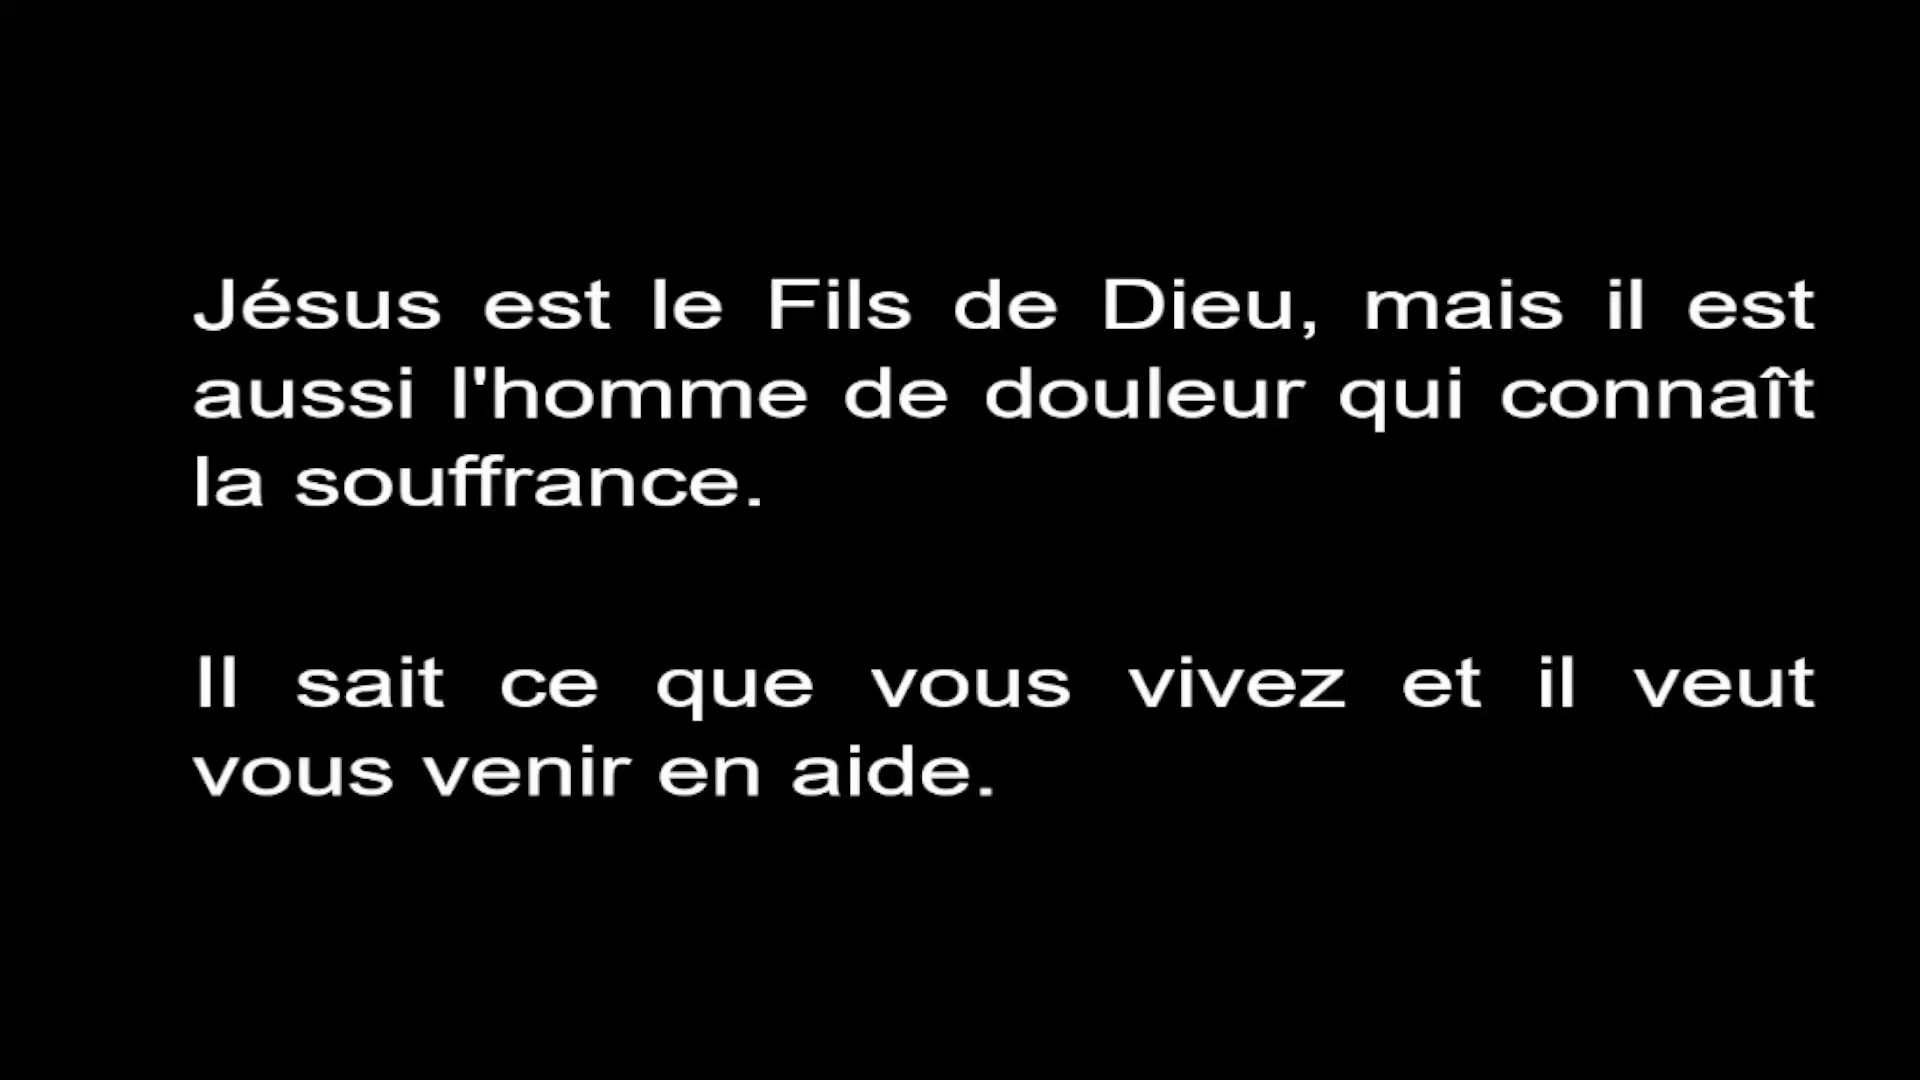 Jésus est le Fils de Dieu, mais il est
aussi l'homme de douleur qui connaît
la souffrance.
Il sait ce que vous vivez et il veut
vous venir en aide.